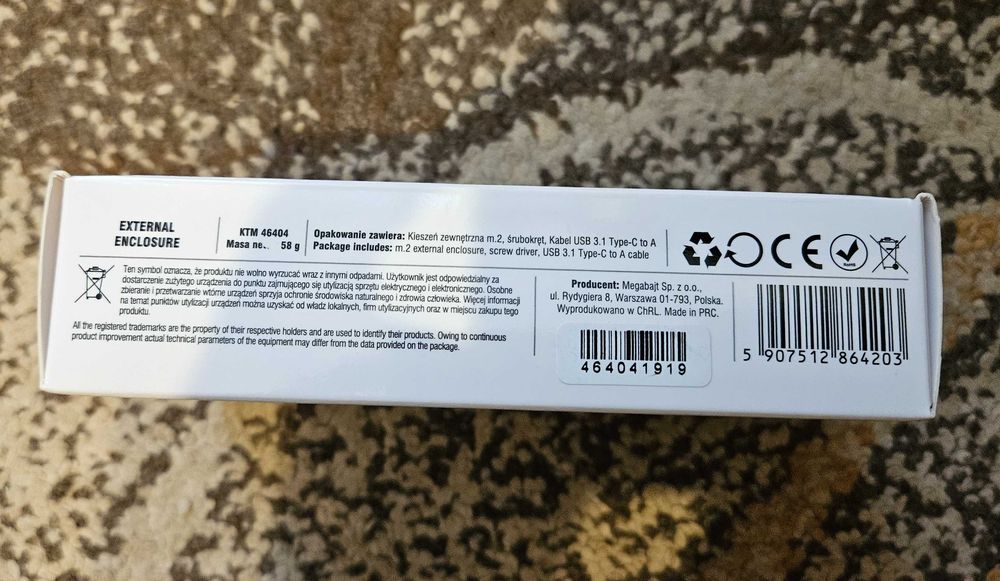 EXTERNAL
ENCLOSURE
KTM 46404
Masa ne.. 58 g
Opakowanie zawiera: Kieszeń zewnętrzna m.2, śrubokręt, Kabel USB 3.1 Type-C to A
Package includes: m.2 external enclosure, screw driver, USB 3.1 Type-C to A cable
CE
RoHS
Ten symbol oznacza, że produktu nie wolno wyrzucać wraz z innymi odpadami. Użytkownik jest odpowiedzialny za
dostarczenie zużytego urządzenia do punktu zajmującego się utylizacją sprzętu elektrycznego i elektronicznego. Osobne
zbieranie i przetwarzanie wtórne urządzeń sprzyja ochronie środowiska naturalnego i zdrowia człowieka. Więcej informacji
na temat punktów utylizacji urządzeń można uzyskać od władz lokalnych, firm utylizacyjnych oraz w miejscu zakupu tego
produktu.
All the registered trademarks are the property of their respective holders and are used to identify their products. Owing to continuous
product improvement actual technical parameters of the equipment may differ from the data provided on the package.
Producent: Megabajt Sp. z o.o.,
ul. Rydygiera 8, Warszawa 01-793, Polska.
Wyprodukowano w ChRL. Made in PRC.
464041919
5 907512 864203